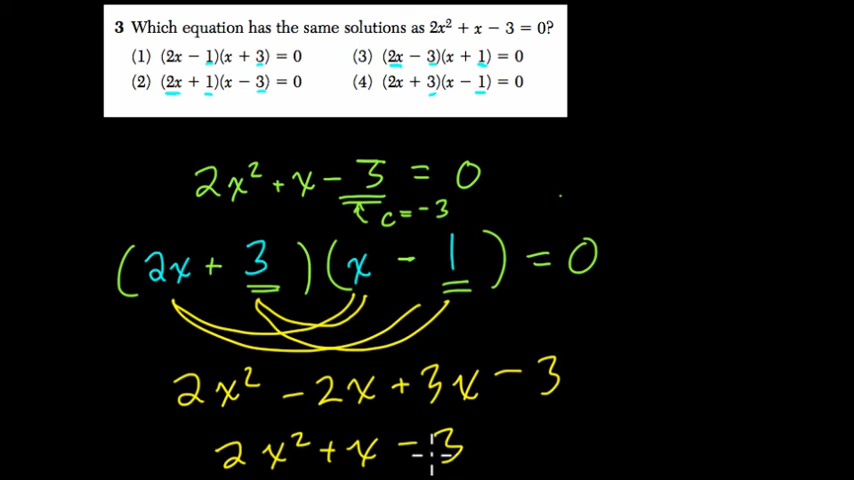 3 Which equation has the same solutions as 2x² + x − 3 = 0?
(1) (2x − 1)(x + 3) = 0 (3) (2x − 3)(x + 1) = 0
(2) (2x + 1)(x − 3) = 0 (4) (2x + 3)(x − 1) = 0
2x² + x − 3 = 0
↑ c = −3
(2x + 3)(x − 1) = 0
2x² − 2x + 3x − 3
2x² + x − 3